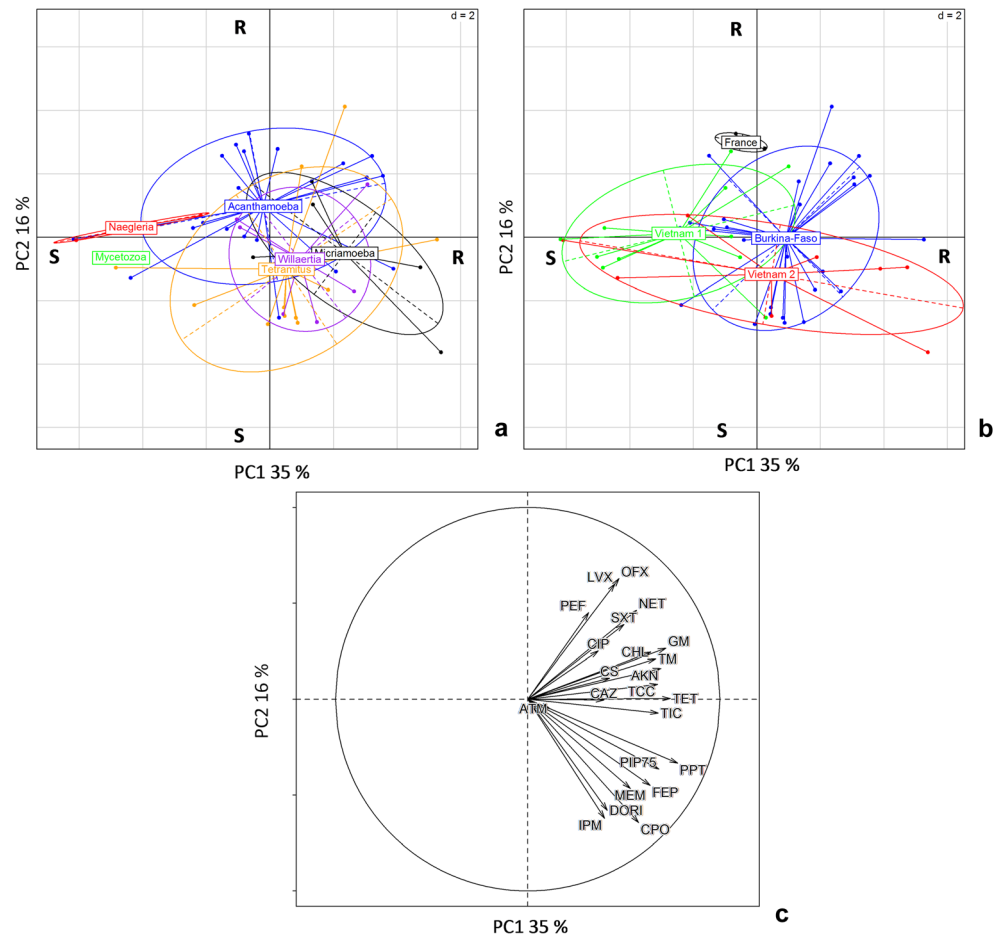 R
d = 2
Acanthamoeba
Naegleria
Mycetozoa
Willaertia
criamoeba
Tetramitus
S
R
S
PC2 16 %
PC1 35 %
a
R
d = 2
France
Vietnam 1
Burkina-Faso
Vietnam 2
S
R
S
PC2 16 %
PC1 35 %
b
LVX
OFX
PEF
NET
SXT
CIP
CHL
GM
TM
CS
AKN
CAZ
TCC
TET
ATM
TIC
PIP75
PPT
MEM
FEP
DORI
IPM
CPO
PC2 16 %
PC1 35 %
c